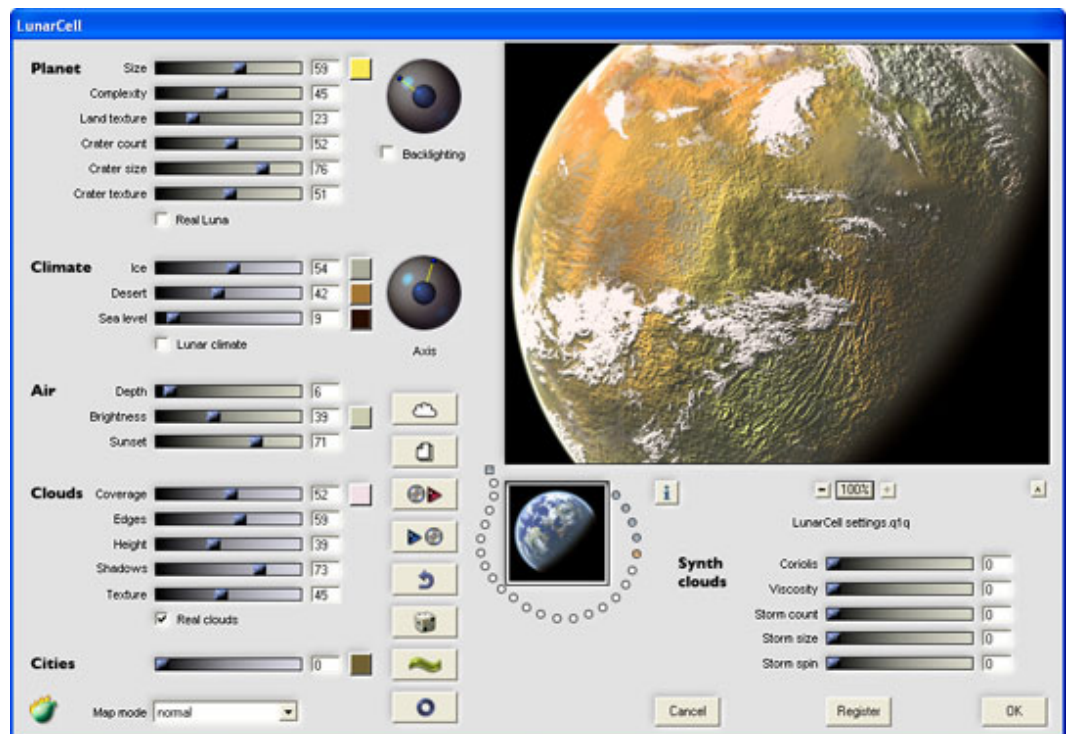 LunarCell
Planet
Size 59
Complexity 45
Land texture 23
Crater count 52
Crater size 76
Crater texture 51
Real Luna
Backlighting
Climate
Ice 54
Desert 42
Sea level 9
Lunar climate
Axis
Air
Depth 6
Brightness 39
Sunset 71
Clouds
Coverage 52
Edges 59
Height 39
Shadows 73
Texture 45
Real clouds
Cities 0
Map mode normal
i
- 100% +
LunarCell settings.q1q
Synth
clouds
Coriolis 0
Viscosity 0
Storm count 0
Storm size 0
Storm spin 0
Cancel
Register
OK